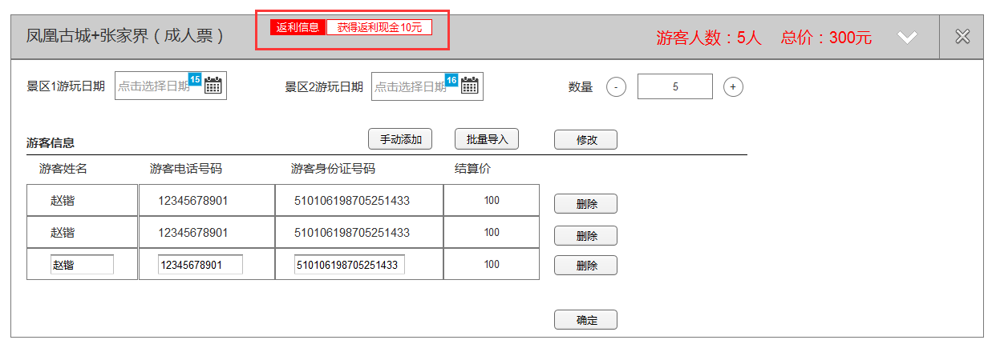 凤凰古城+张家界（成人票）
返利信息 获得返利现金10元
游客人数：5人 总价：300元
景区1游玩日期 点击选择日期 15 景区2游玩日期 点击选择日期 16 数量 - 5 +
游客信息 手动添加 批量导入 修改
游客姓名 游客电话号码 游客身份证号码 结算价
赵锴 12345678901 510106198705251433 100 删除
赵锴 12345678901 510106198705251433 100 删除
赵锴 12345678901 510106198705251433 100 删除
确定